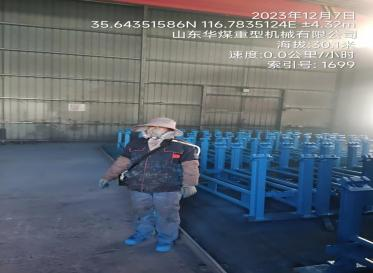 2023年12月7日
35.64351586N 116.7835124E ±4.32m
山东华煤重型机械有限公司
海拔:30.1米
速度:0.0公里/小时
索引号: 1699